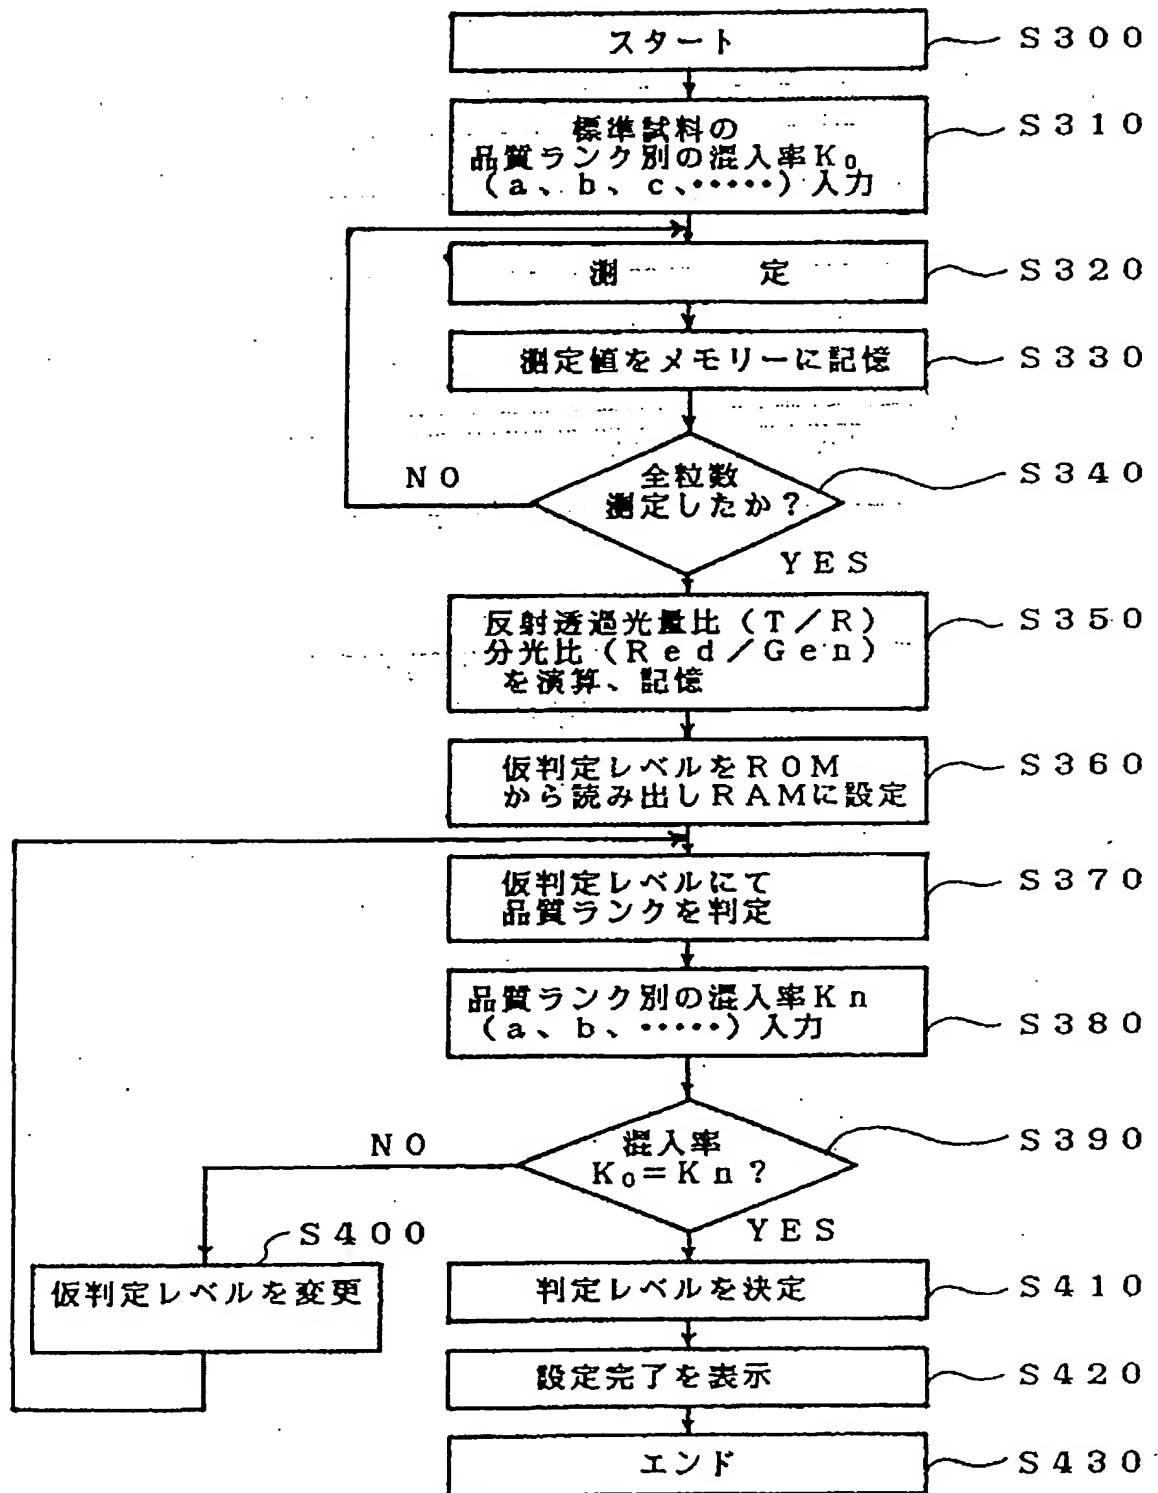 スタート
S300
標準試料の
品質ランク別の混入率K₀
(a、b、c、・・・・・)入力
S310
測 定
S320
測定値をメモリーに記憶
S330
全粒数
測定したか?
S340
NO
YES
反射透過光量比(T/R)
分光比(Red/Gen)
を演算、記憶
S350
仮判定レベルをROM
から読み出しRAMに設定
S360
仮判定レベルにて
品質ランクを判定
S370
品質ランク別の混入率Kn
(a、b、・・・・・)入力
S380
混入率
K₀=Kn?
S390
NO
YES
S400
仮判定レベルを変更
判定レベルを決定
S410
設定完了を表示
S420
エンド
S430